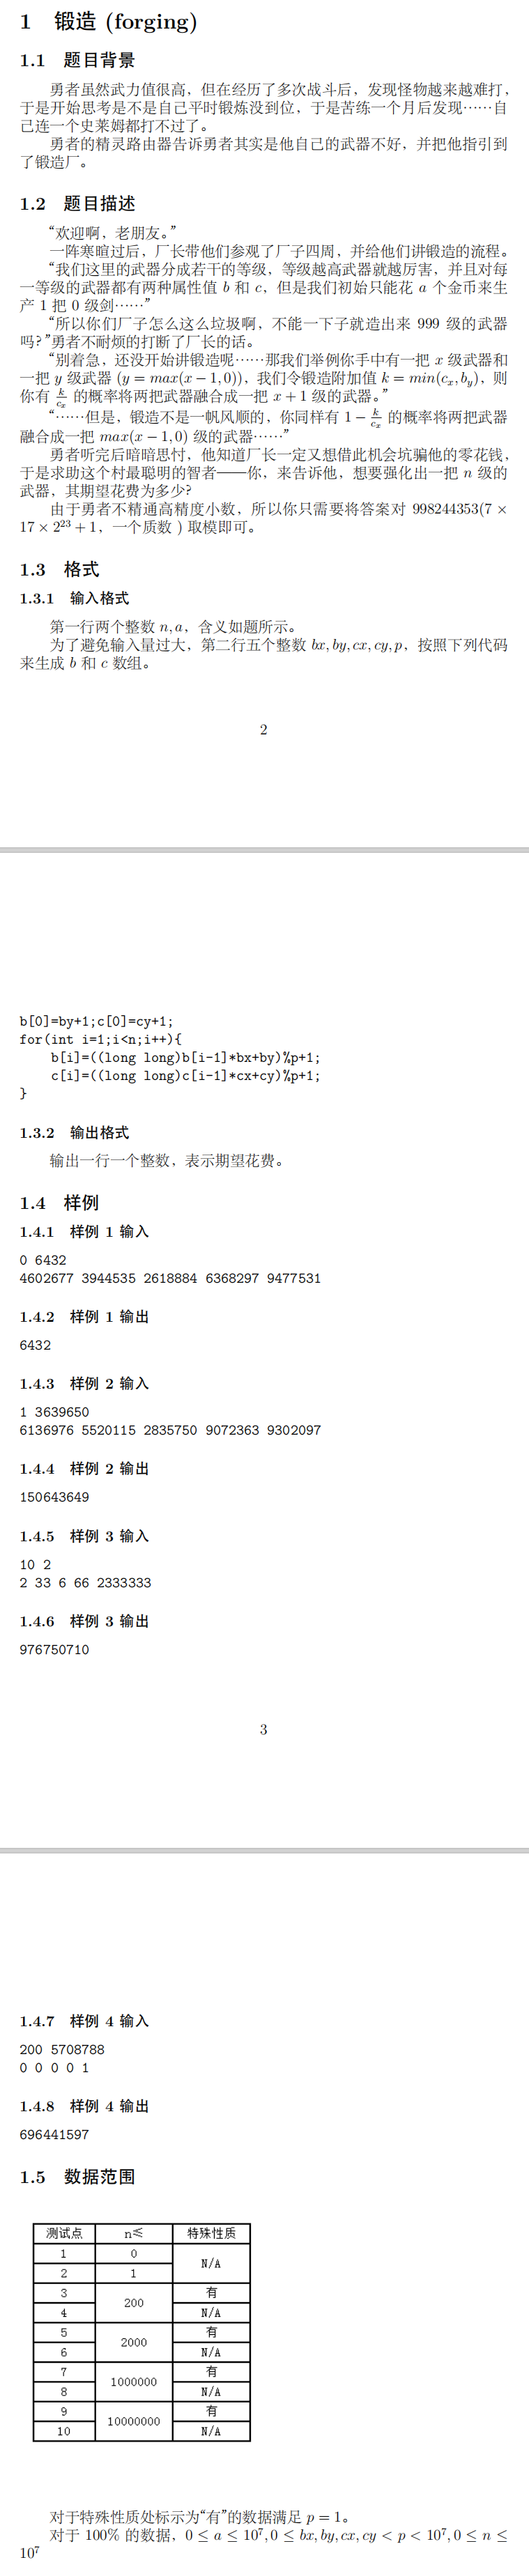 1 锻造 (forging)
1.1 题目背景
勇者虽然武力值很高，但在经历了多次战斗后，发现怪物越来越难打，
于是开始思考是不是自己平时锻炼没到位，于是苦练一个月后发现······自
己连一个史莱姆都打不过了。
勇者的精灵路由器告诉勇者其实是他自己的武器不好，并把他指引到
了锻造厂。
1.2 题目描述
“欢迎啊，老朋友。”
一阵寒暄过后，厂长带他们参观了厂子四周，并给他们讲锻造的流程。
“我们这里的武器分成若干的等级，等级越高武器就越厉害，并且对每
一等级的武器都有两种属性值 b 和 c，但是我们初始只能花 a 个金币来生
产 1 把 0 级剑······”
“所以你们厂子怎么这么垃圾啊，不能一下子就造出来 999 级的武器
吗?”勇者不耐烦的打断了厂长的话。
“别着急，还没开始讲锻造呢······那我们举例你手中有一把 x 级武器和
一把 y 级武器 (y = max(x − 1, 0))，我们令锻造附加值 k = min(c_x, b_y)，则
你有 k/c_x 的概率将两把武器融合成一把 x + 1 级的武器。”
“······但是，锻造不是一帆风顺的，你同样有 1 − k/c_x 的概率将两把武器
融合成一把 max(x − 1, 0) 级的武器······”
勇者听完后暗暗思忖，他知道厂长一定又想借此机会坑骗他的零花钱，
于是求助这个村最聪明的智者——你，来告诉他，想要强化出一把 n 级的
武器，其期望花费为多少?
由于勇者不精通高精度小数，所以你只需要将答案对 998244353(7 ×
17 × 2^23 + 1，一个质数 ) 取模即可。
1.3 格式
1.3.1 输入格式
第一行两个整数 n, a，含义如题所示。
为了避免输入量过大，第二行五个整数 bx, by, cx, cy, p，按照下列代码
来生成 b 和 c 数组。
2
b[0]=by+1;c[0]=cy+1;
for(int i=1;i<n;i++){
b[i]=((long long)b[i-1]*bx+by)%p+1;
c[i]=((long long)c[i-1]*cx+cy)%p+1;
}
1.3.2 输出格式
输出一行一个整数，表示期望花费。
1.4 样例
1.4.1 样例 1 输入
0 6432
4602677 3944535 2618884 6368297 9477531
1.4.2 样例 1 输出
6432
1.4.3 样例 2 输入
1 3639650
6136976 5520115 2835750 9072363 9302097
1.4.4 样例 2 输出
150643649
1.4.5 样例 3 输入
10 2
2 33 6 66 2333333
1.4.6 样例 3 输出
976750710
3
1.4.7 样例 4 输入
200 5708788
0 0 0 0 1
1.4.8 样例 4 输出
696441597
1.5 数据范围
测试点 n≤ 特殊性质
1 0 N/A
2 1
3 200 有
4 N/A
5 2000 有
6 N/A
7 1000000 有
8 N/A
9 10000000 有
10 N/A
对于特殊性质处标示为“有”的数据满足 p = 1。
对于 100% 的数据，0 ≤ a ≤ 10^7, 0 ≤ bx, by, cx, cy < p < 10^7, 0 ≤ n ≤
10^7